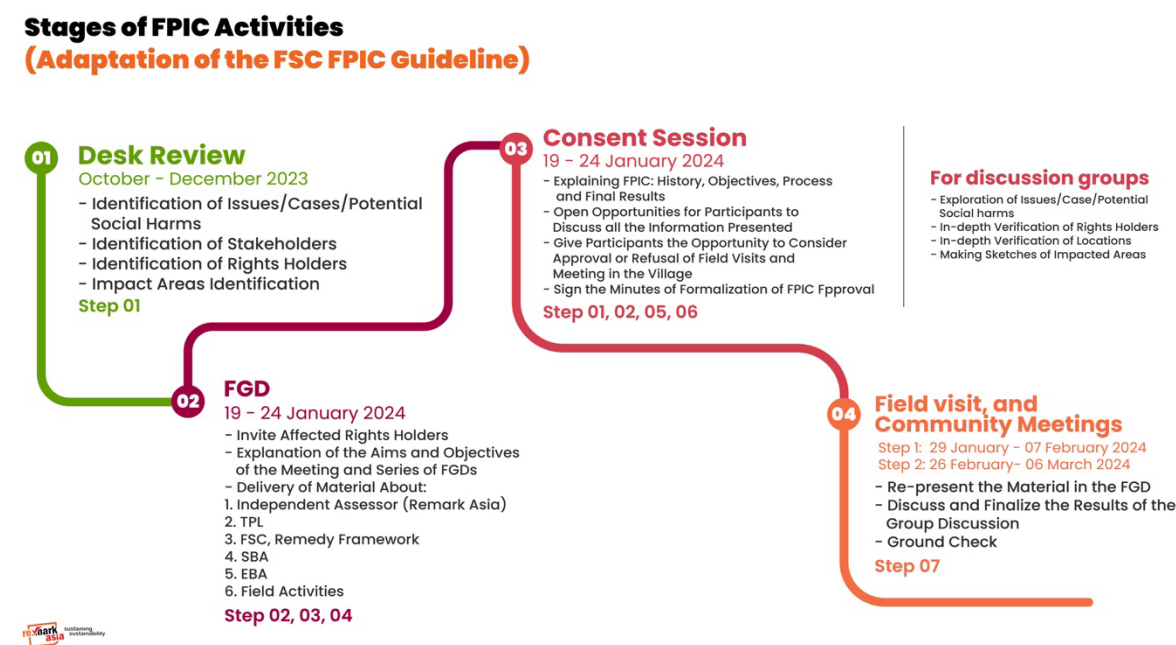 Stages of FPIC Activities
(Adaptation of the FSC FPIC Guideline)
01
Desk Review
October - December 2023
- Identification of Issues/Cases/Potential
Social Harms
- Identification of Stakeholders
- Identification of Rights Holders
- Impact Areas Identification
Step 01
02
FGD
19 - 24 January 2024
- Invite Affected Rights Holders
- Explanation of the Aims and Objectives
of the Meeting and Series of FGDs
- Delivery of Material About:
1. Independent Assessor (Remark Asia)
2. TPL
3. FSC, Remedy Framework
4. SBA
5. EBA
6. Field Activities
Step 02, 03, 04
03
Consent Session
19 - 24 January 2024
- Explaining FPIC: History, Objectives, Process
and Final Results
- Open Opportunities for Participants to
Discuss all the Information Presented
- Give Participants the Opportunity to Consider
Approval or Refusal of Field Visits and
Meeting in the Village
- Sign the Minutes of Formalization of FPIC Fpproval
Step 01, 02, 05, 06
For discussion groups
- Exploration of Issues/Case/Potential
Social harms
- In-depth Verification of Rights Holders
- In-depth Verification of Locations
- Making Sketches of Impacted Areas
04
Field visit, and
Community Meetings
Step 1: 29 January - 07 February 2024
Step 2: 26 February- 06 March 2024
- Re-present the Material in the FGD
- Discuss and Finalize the Results of the
Group Discussion
- Ground Check
Step 07
remark
asia
sustaining
sustainability